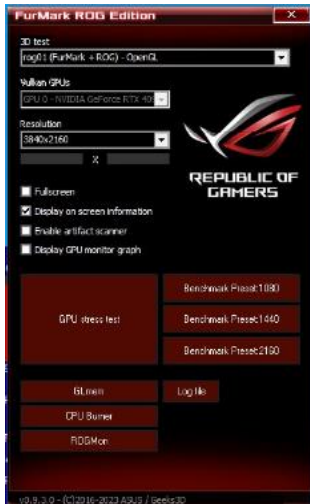 FurMark ROG Edition
3D test
rog01 (FurMark + ROG) - OpenGL
Vulkan GPUs
GPU 0 - NVIDIA GeForce RTX 40
Resolution
3840x2160
X
REPUBLIC OF
GAMERS
Fullscreen
Display on screen information
Enable artifact scanner
Display GPU monitor graph
GPU stress test
Benchmark Preset:1080
Benchmark Preset:1440
Benchmark Preset:2160
GLmen
Log file
CPU Burner
ROGMon
v0.9.3.0 - (C)2016-2023 ASUS / Geeks3D